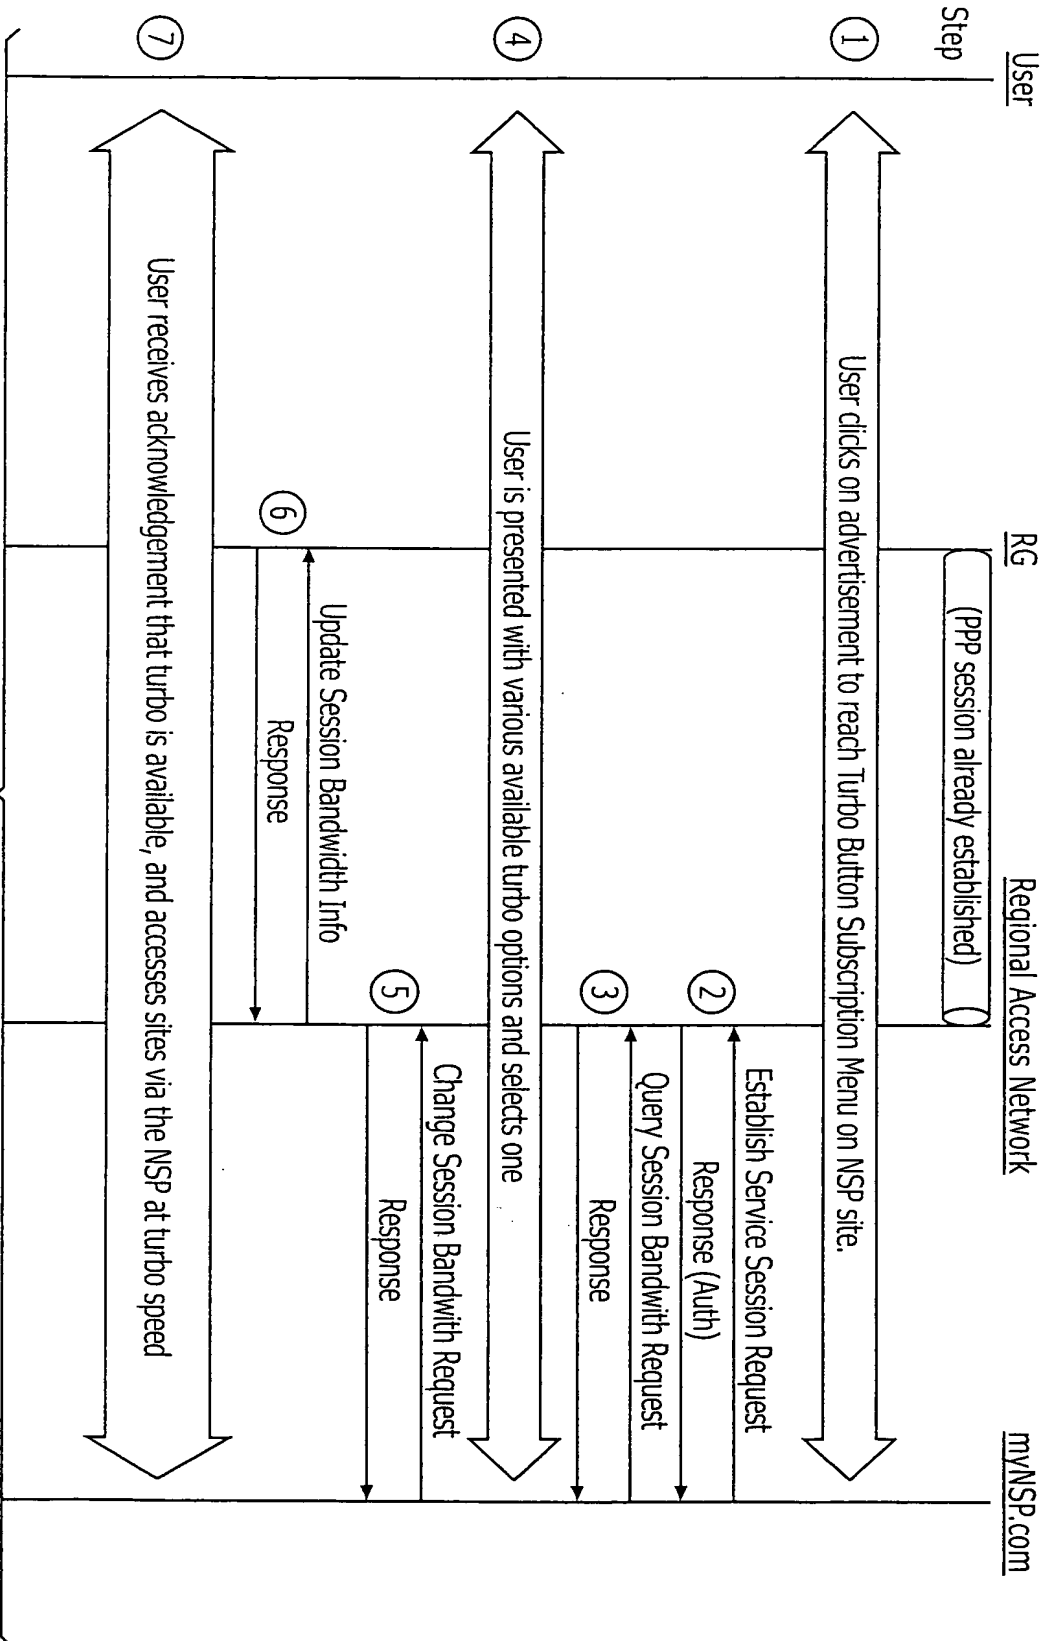 User
RG
Regional Access Network
myNSP.com
Step
(PPP session already established)
1
User clicks on advertisement to reach Turbo Button Subscription Menu on NSP site.
Establish Service Session Request
2
Response (Auth)
Query Session Bandwith Request
3
Response
4
User is presented with various available turbo options and selects one
Change Session Bandwith Request
5
Response
Update Session Bandwidth Info
6
Response
7
User receives acknowledgement that turbo is available, and accesses sites via the NSP at turbo speed